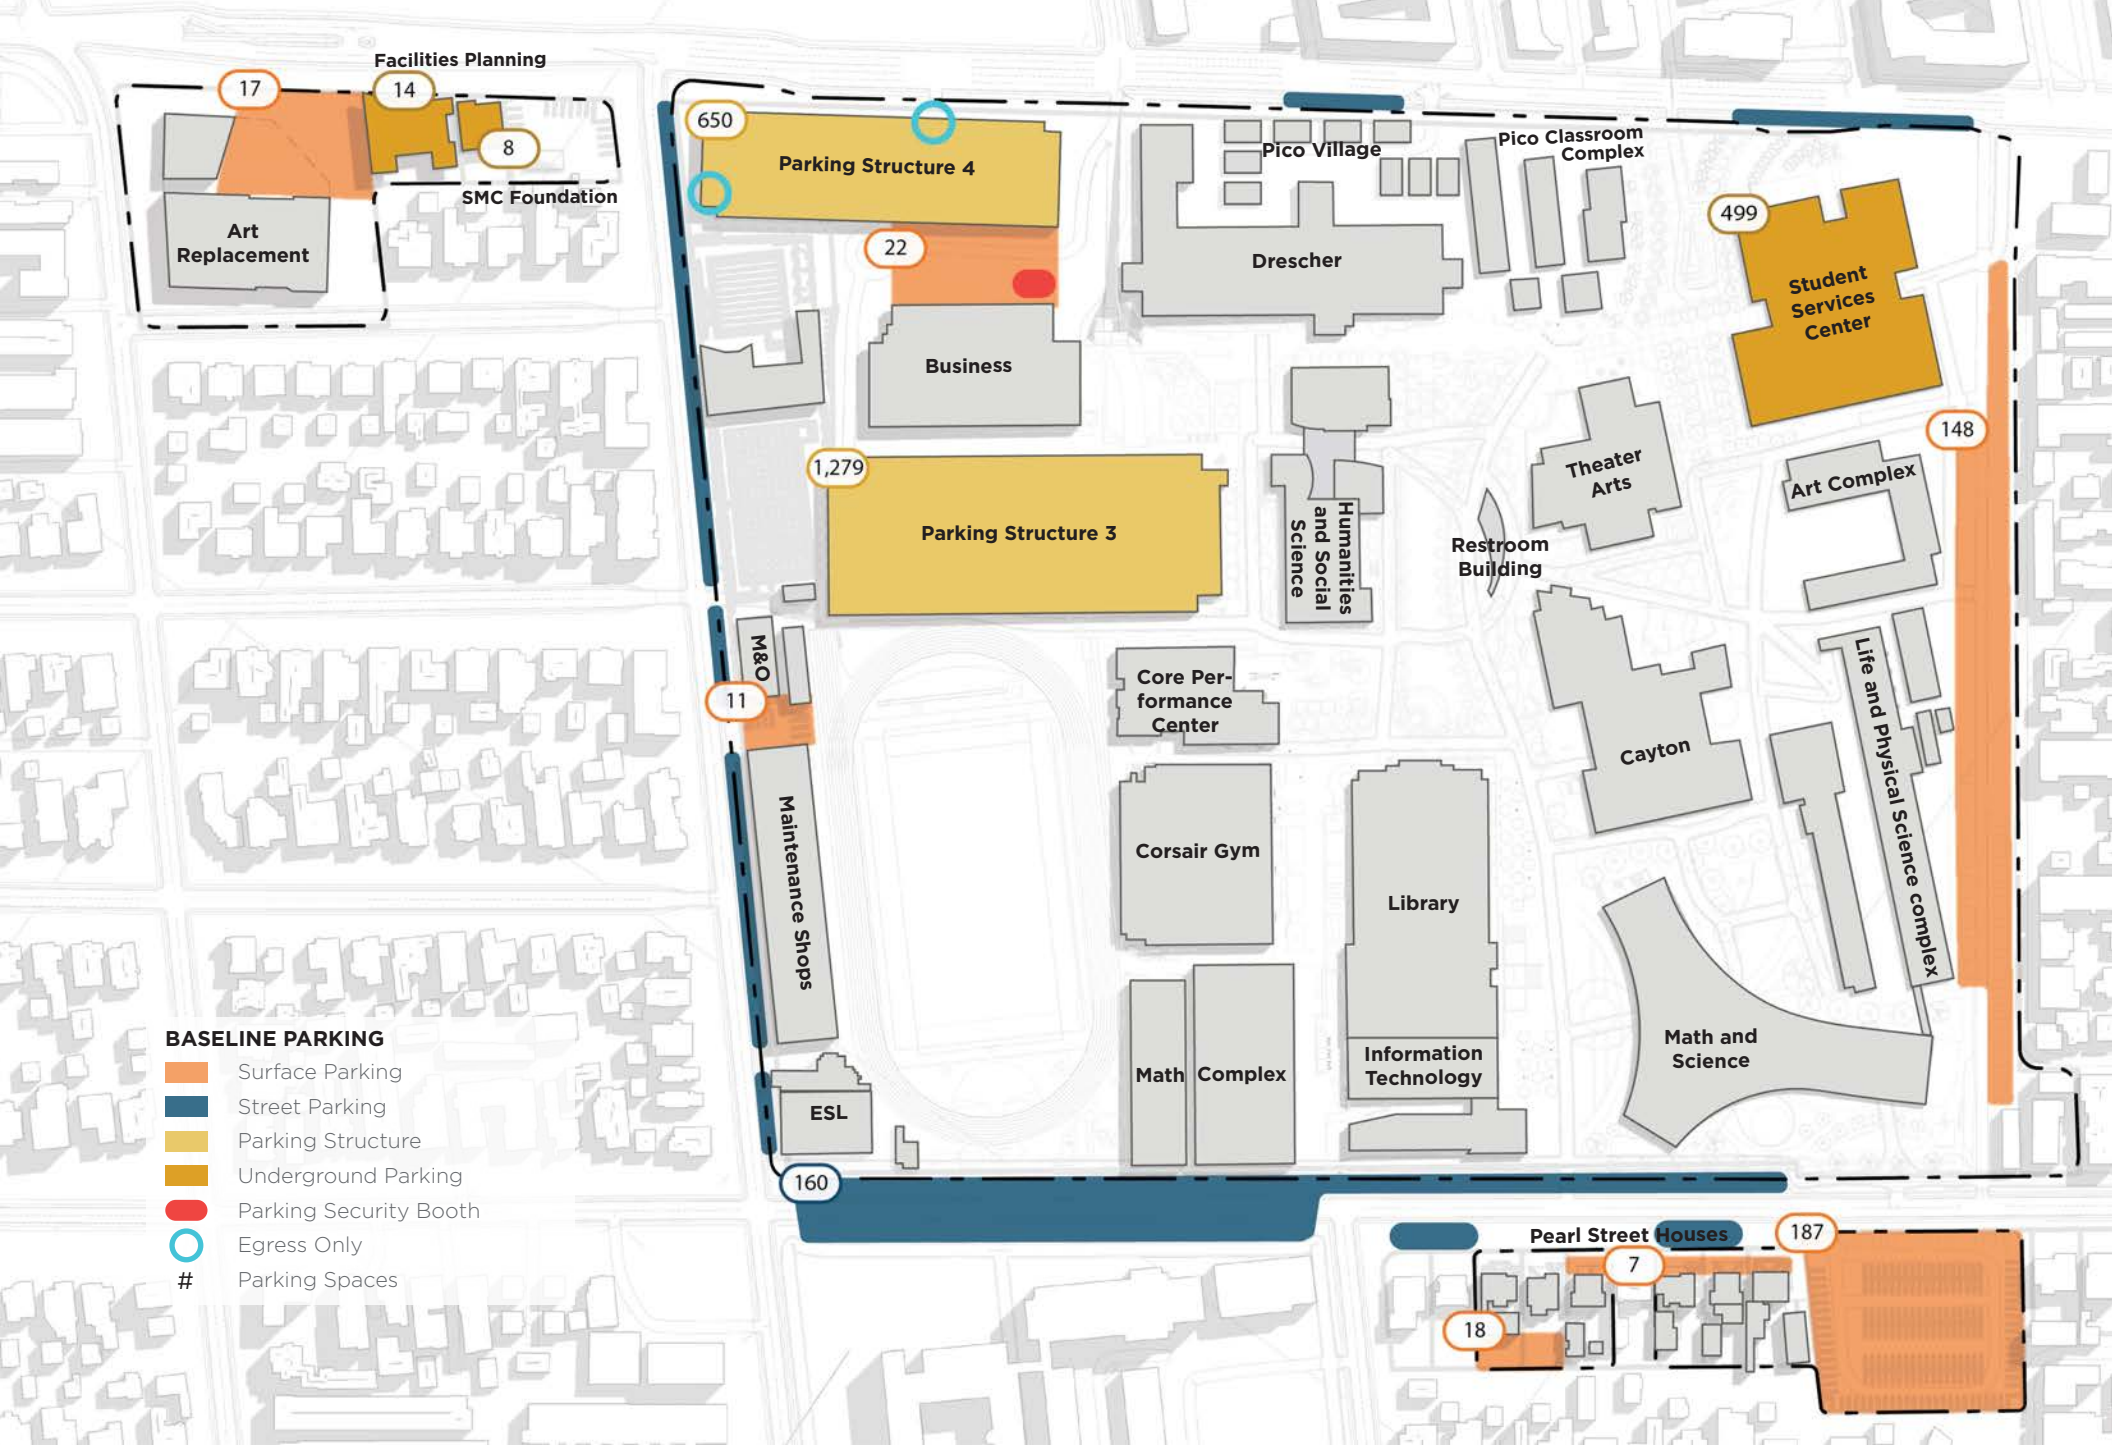 Facilities Planning
17
14
8
SMC Foundation
Art
Replacement
650
Parking Structure 4
22
Business
Pico Village
Pico Classroom
Complex
Drescher
499
Student
Services
Center
148
1,279
Parking Structure 3
Humanities
and Social
Science
Restroom
Building
Theater
Arts
Art Complex
M&O
11
Core Per-
formance
Center
Cayton
Life and Physical Science complex
Maintenance Shops
Corsair Gym
Library
Information
Technology
Math and
Science
Math
Complex
ESL
160
Pearl Street Houses
187
7
18
BASELINE PARKING
Surface Parking
Street Parking
Parking Structure
Underground Parking
Parking Security Booth
Egress Only
# Parking Spaces